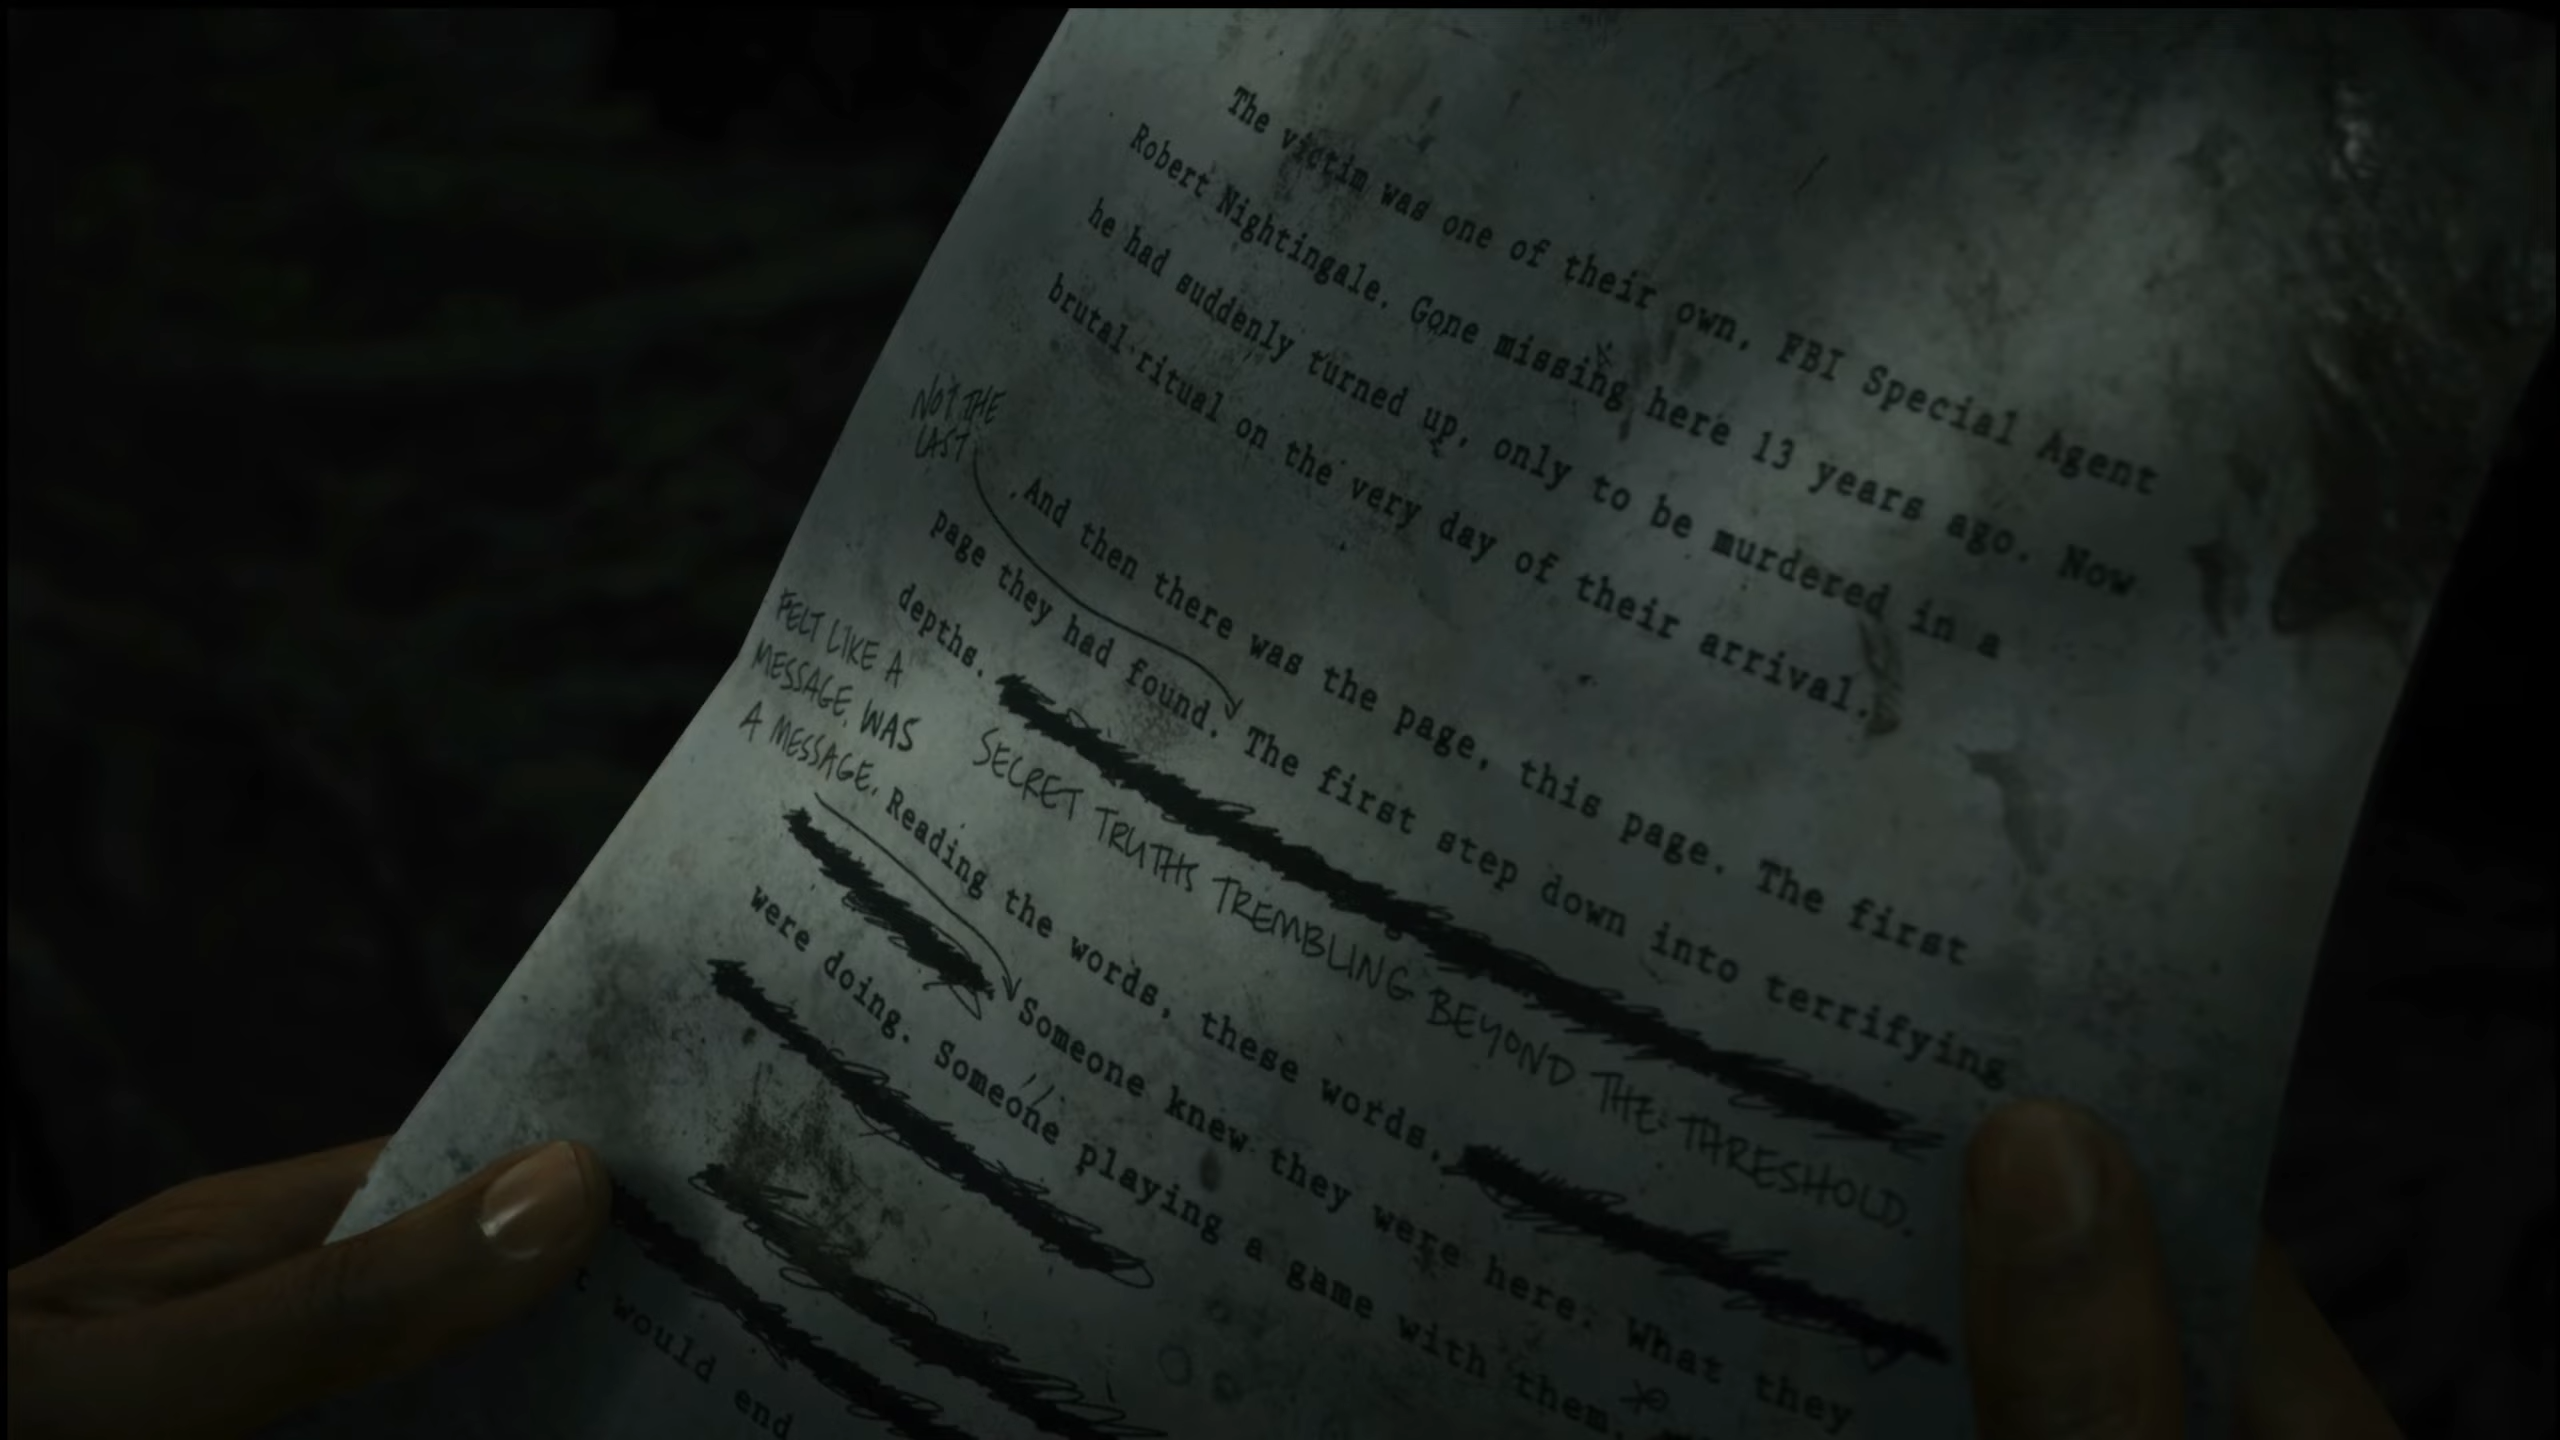 The victim was one of their own, FBI Special Agent
Robert Nightingale. Gone missing here 13 years ago. Now
he had suddenly turned up, only to be murdered in a
brutal ritual on the very day of their arrival.
NOT THE
LAST
And then there was the page, this page. The first
page they had found. The first step down into terrifying
depths.
SECRET TRUTHS TREMBLING BEYOND THE THRESHOLD.
FELT LIKE A
MESSAGE, WAS
A MESSAGE.
Reading the words, these words,
Someone knew they were here. What they
were doing. Someone playing a game with them.
would end